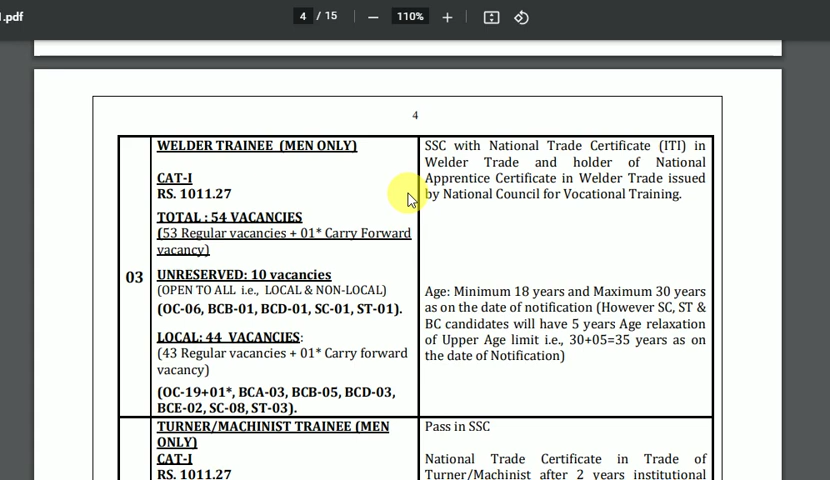 1.pdf
4 / 15
110%
4
03
WELDER TRAINEE (MEN ONLY)
CAT-I
RS. 1011.27
TOTAL : 54 VACANCIES
(53 Regular vacancies + 01* Carry Forward
vacancy)
UNRESERVED: 10 vacancies
(OPEN TO ALL i.e., LOCAL & NON-LOCAL)
(OC-06, BCB-01, BCD-01, SC-01, ST-01).
LOCAL: 44 VACANCIES:
(43 Regular vacancies + 01* Carry forward
vacancy)
(OC-19+01*, BCA-03, BCB-05, BCD-03,
BCE-02, SC-08, ST-03).
SSC with National Trade Certificate (ITI) in
Welder Trade and holder of National
Apprentice Certificate in Welder Trade issued
by National Council for Vocational Training.
Age: Minimum 18 years and Maximum 30 years
as on the date of notification (However SC, ST &
BC candidates will have 5 years Age relaxation
of Upper Age limit i.e., 30+05=35 years as on
the date of Notification)
TURNER/MACHINIST TRAINEE (MEN
ONLY)
CAT-I
RS. 1011.27
Pass in SSC
National Trade Certificate in Trade of
Turner/Machinist after 2 years institutional